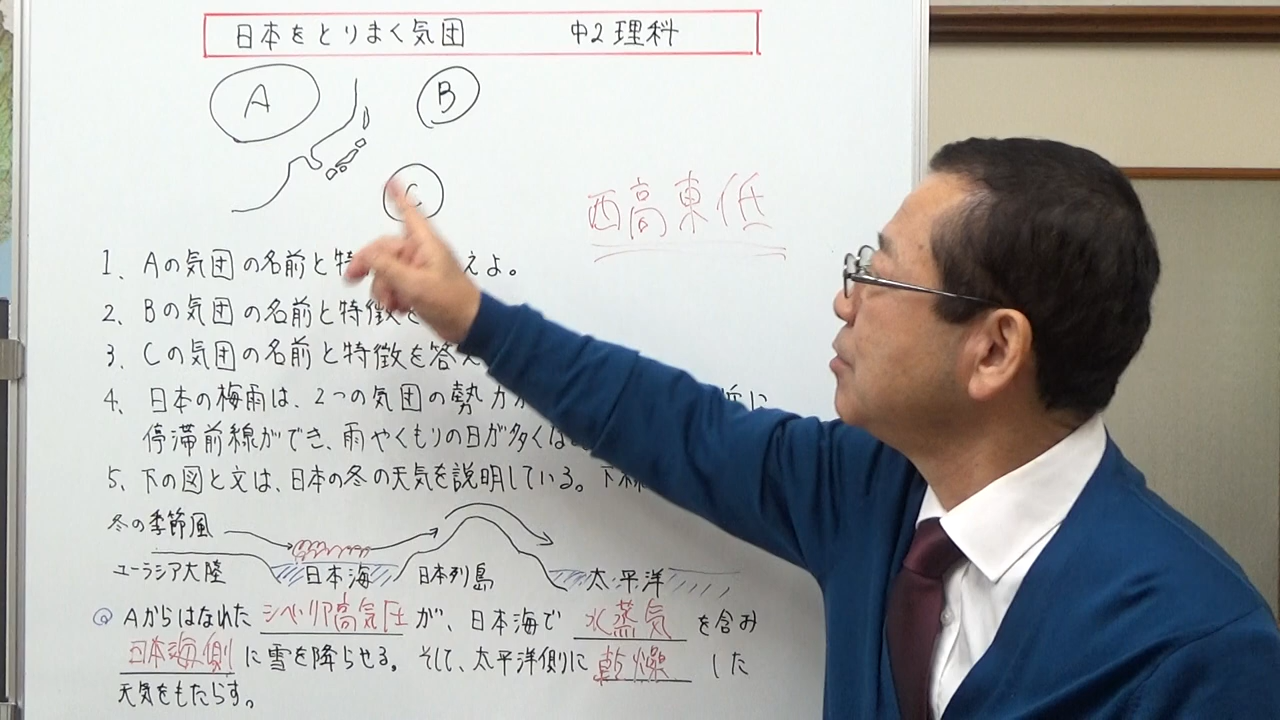 日本をとりまく気団 中2理科
A B
C
西高東低
1、Aの気団の名前と特 えよ。
2、Bの気団の名前と特徴を
3、Cの気団の名前と特徴を答え
4、日本の梅雨は、2つの気団の勢力が に
停滞前線ができ、雨やくもりの日が多くな
5、下の図と文は、日本の冬の天気を説明している。下線
冬の季節風
ユーラシア大陸 日本海 日本列島 太平洋
Aからはなれた シベリア高気圧 が、日本海で 水蒸気 を含み
日本海側 に雪を降らせる。そして、太平洋側に 乾燥 した
天気をもたらす。